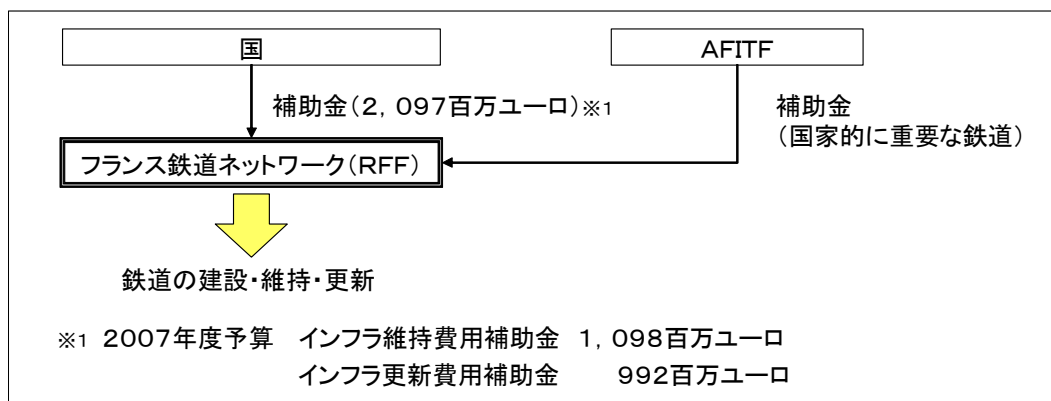 国
AFITF
補助金(2,097百万ユーロ)※1
補助金
(国家的に重要な鉄道)
フランス鉄道ネットワーク(RFF)
鉄道の建設・維持・更新
※1 2007年度予算 インフラ維持費用補助金 1,098百万ユーロ
インフラ更新費用補助金 992百万ユーロ